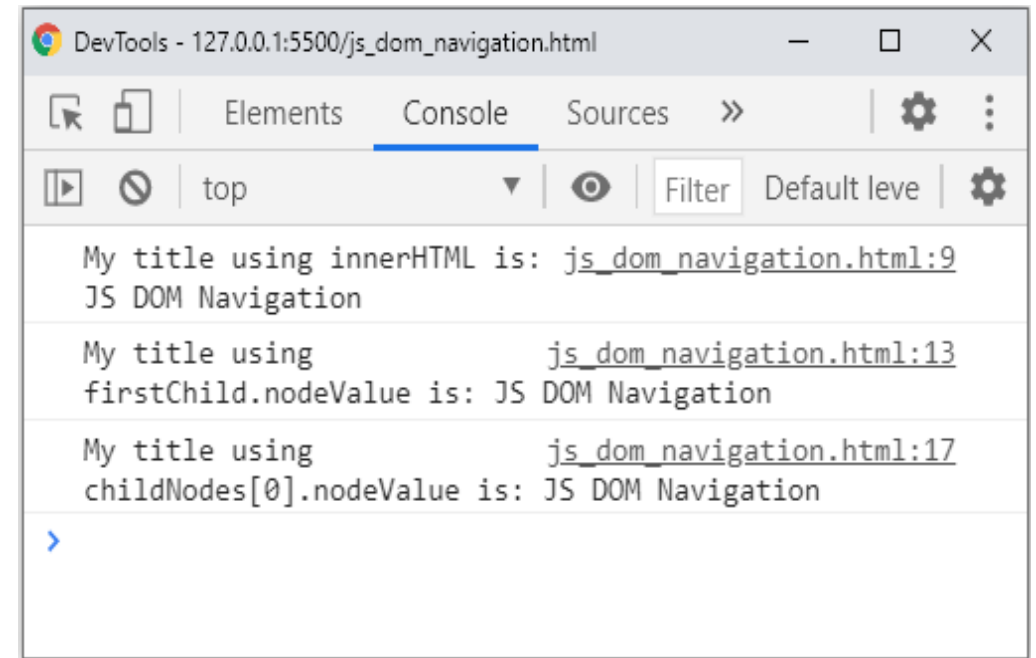 DevTools - 127.0.0.1:5500/js_dom_navigation.html
Elements Console Sources »
top Filter Default leve
My title using innerHTML is: js_dom_navigation.html:9
JS DOM Navigation
My title using js_dom_navigation.html:13
firstChild.nodeValue is: JS DOM Navigation
My title using js_dom_navigation.html:17
childNodes[0].nodeValue is: JS DOM Navigation